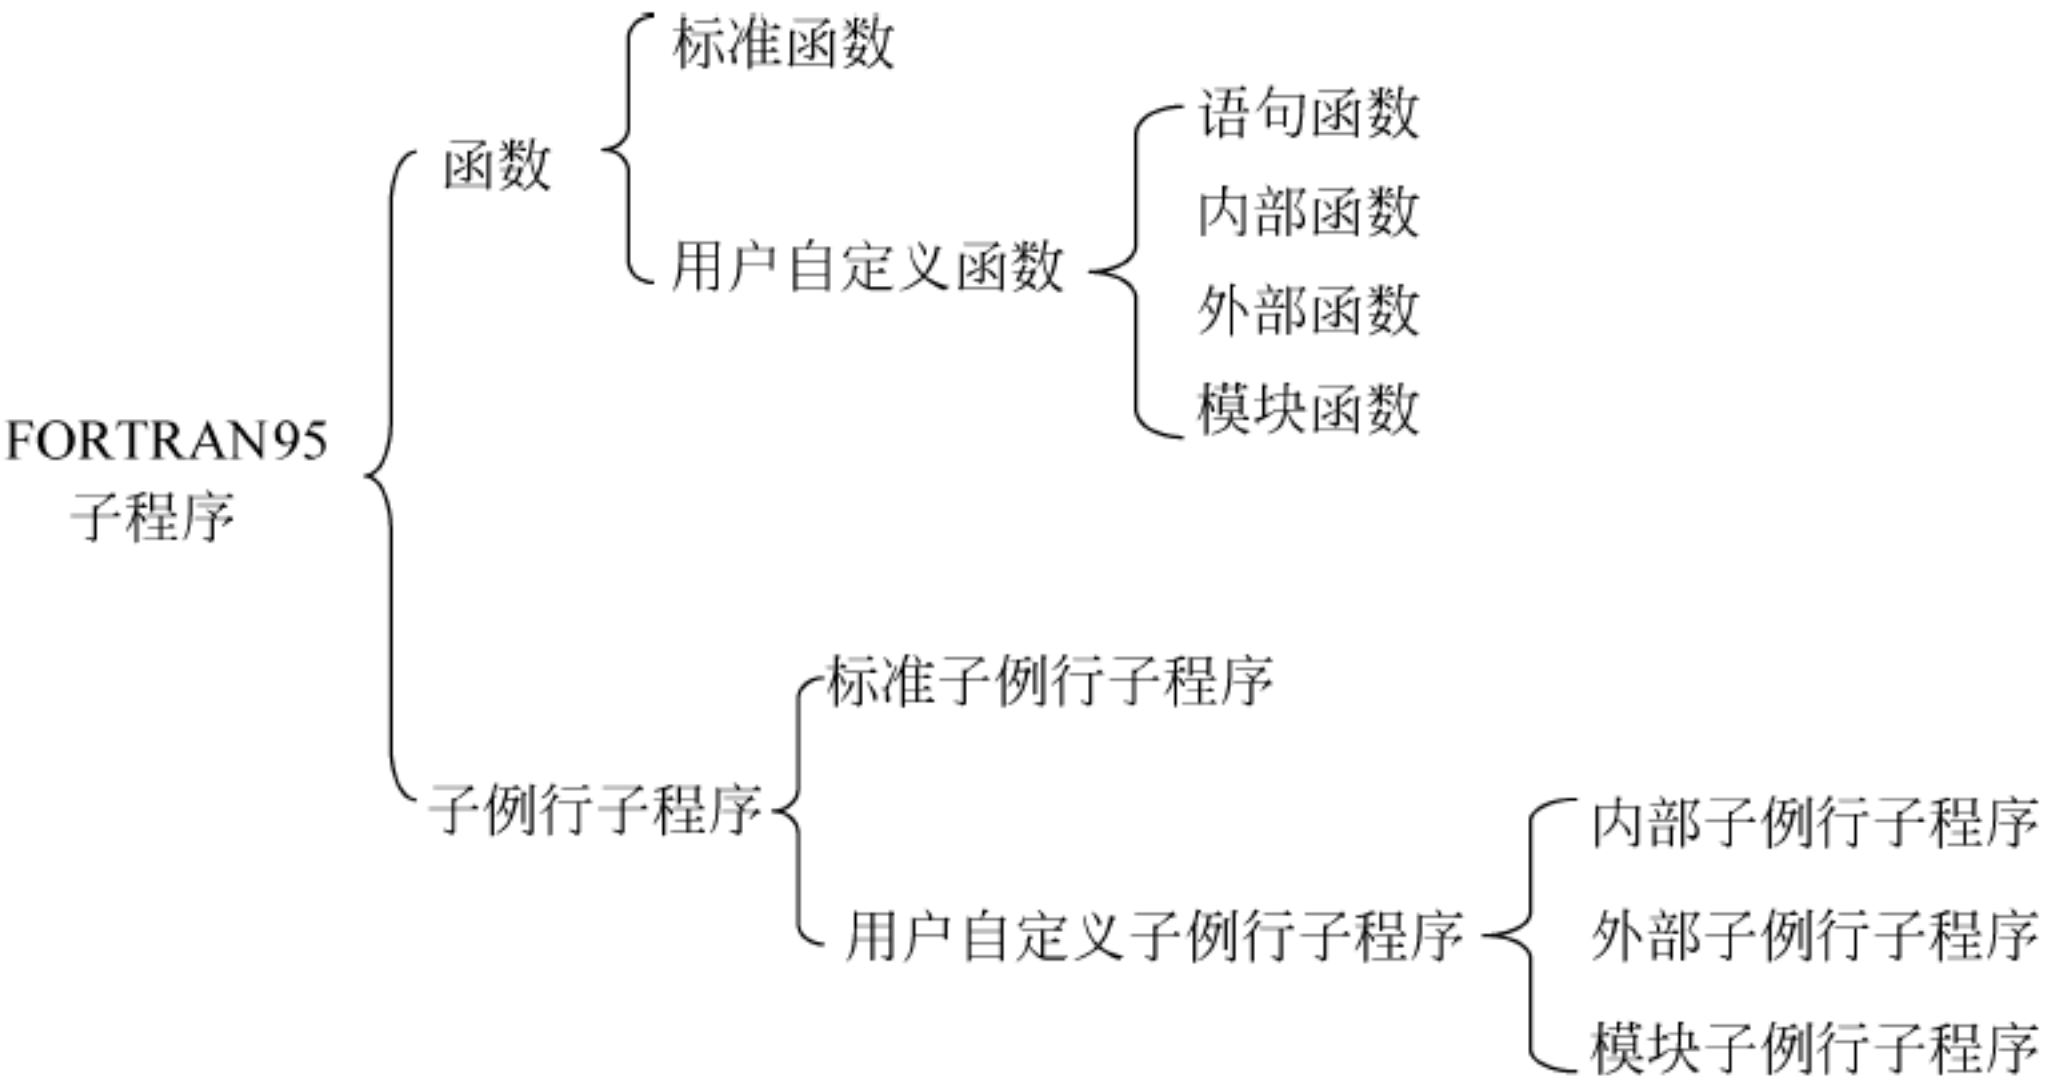 标准函数
语句函数
函数
内部函数
用户自定义函数
外部函数
模块函数
FORTRAN95
子程序
标准子例行子程序
子例行子程序
内部子例行子程序
用户自定义子例行子程序
外部子例行子程序
模块子例行子程序